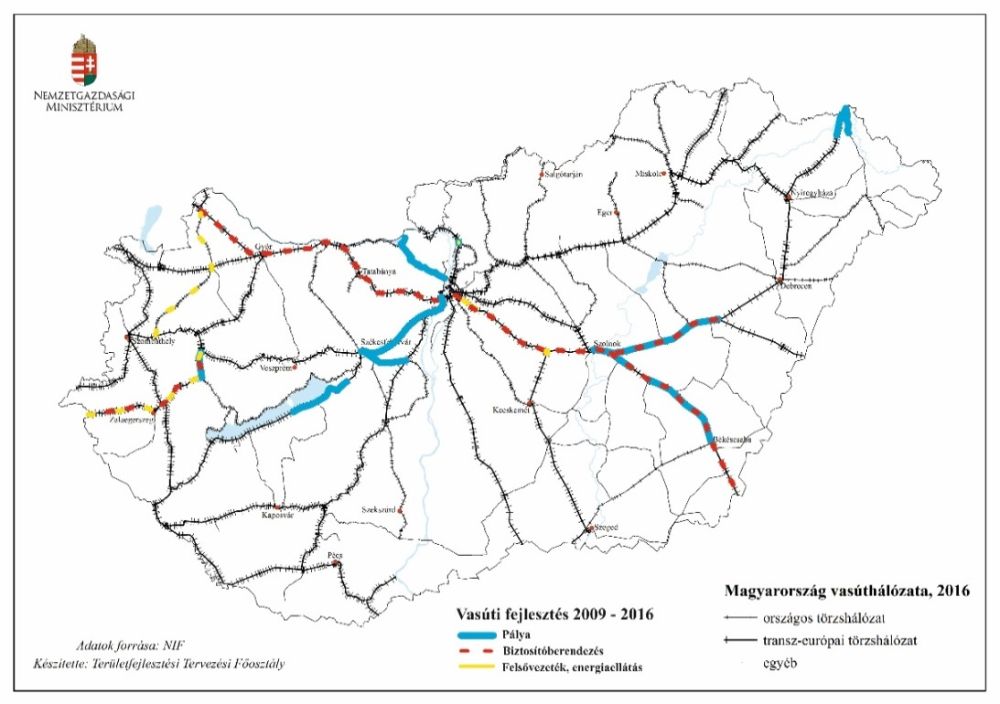 NEMZETGAZDASÁGI
MINISZTÉRIUM
Salgótarján
Miskolc
Nyíregyháza
Eger
Győr
Tatabánya
Debrecen
Szombathely
Székesfehérvár
Szolnok
Veszprém
Kecskemét
Zalaegerszeg
Békéscsaba
Szekszárd
Kaposvár
Szeged
Pécs
Magyarország vasúthálózata, 2016
országos törzshálózat
transz-európai törzshálózat
egyéb
Vasúti fejlesztés 2009 - 2016
Pálya
Biztosítóberendezés
Felsővezeték, energiaellátás
Adatok forrása: NIF
Készítette: Területfejlesztési Tervezési Főosztály